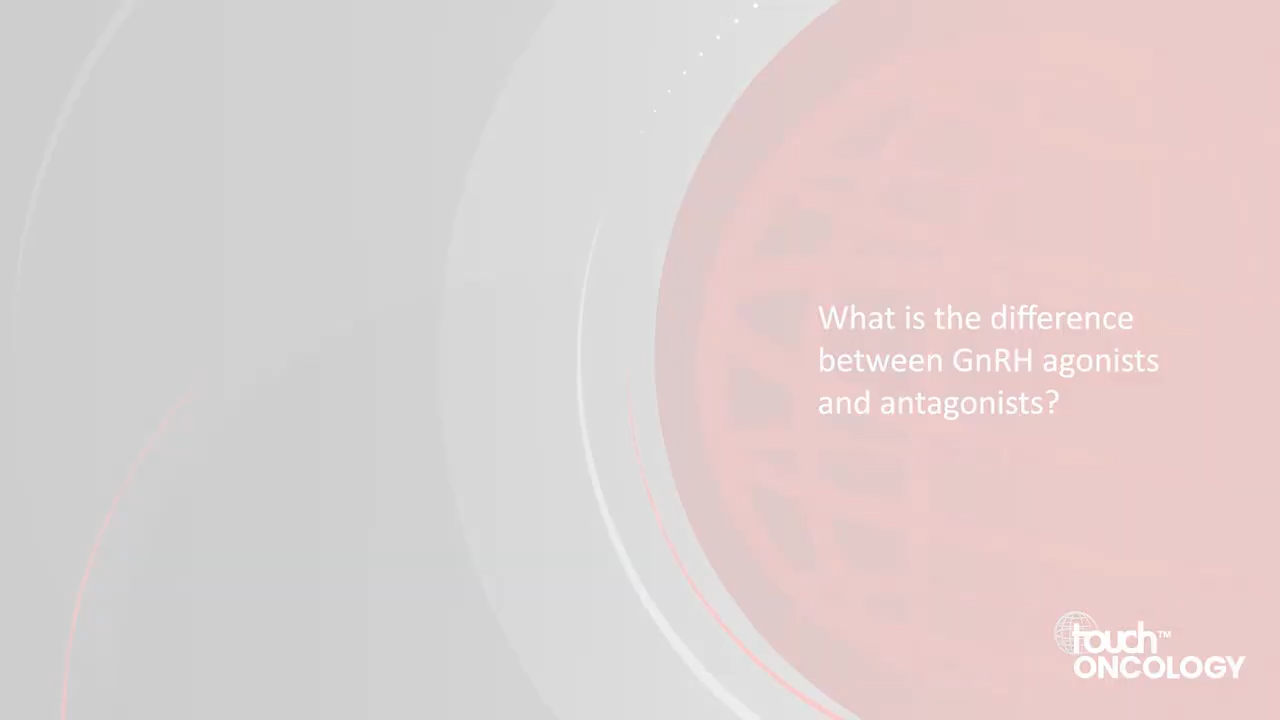 What is the difference
between GnRH agonists
and antagonists?
touch™
ONCOLOGY